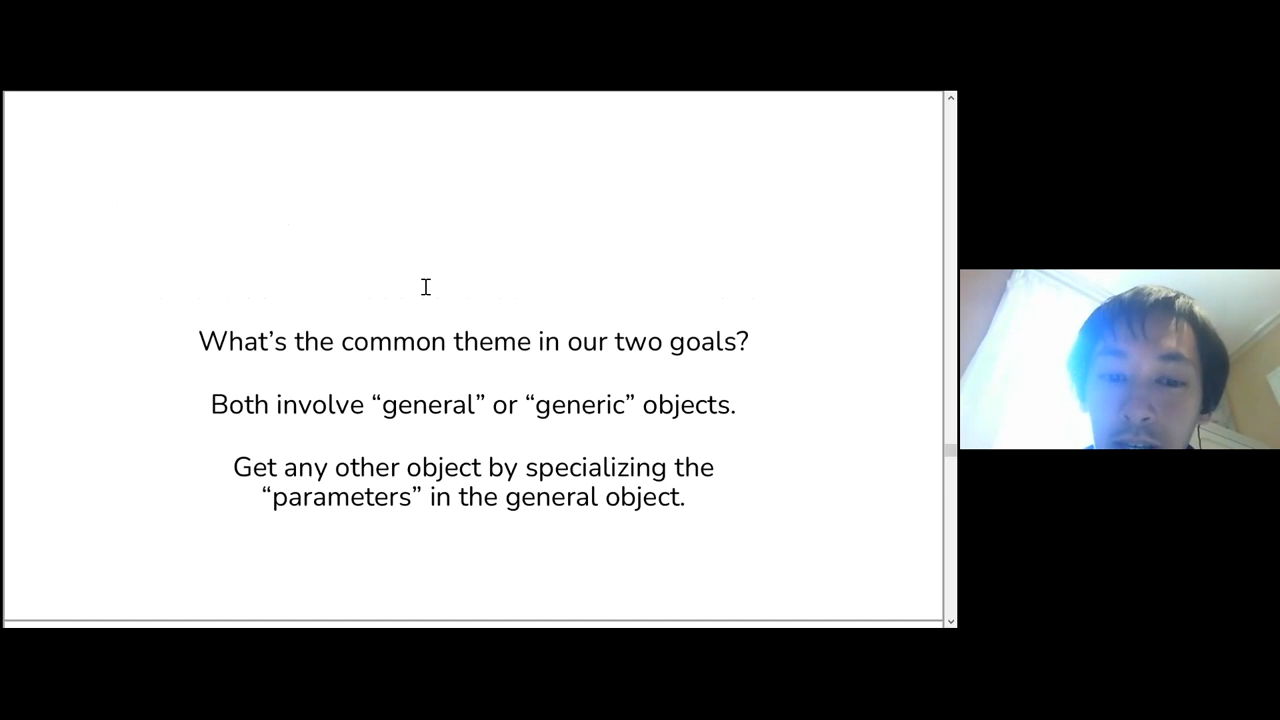 What’s the common theme in our two goals?
Both involve “general” or “generic” objects.
Get any other object by specializing the
“parameters” in the general object.